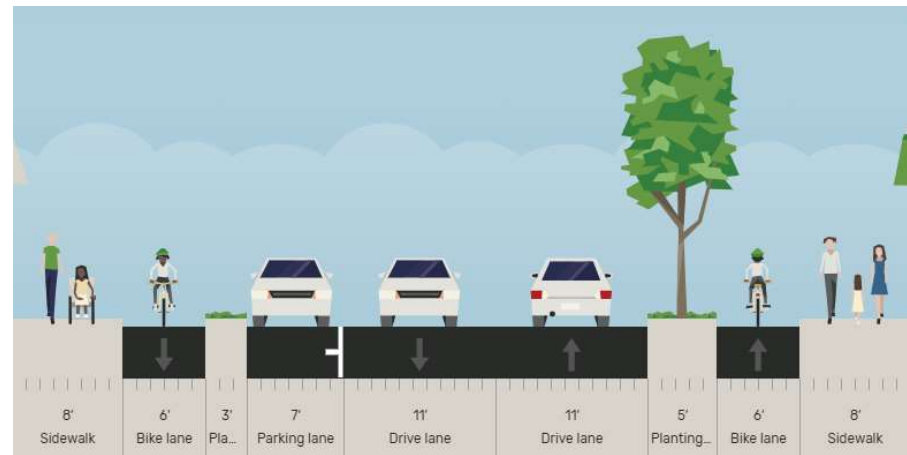 8' 6' 3' 7' 11' 11' 5' 6' 8'
Sidewalk Bike lane Pla... Parking lane Drive lane Drive lane Planting... Bike lane Sidewalk